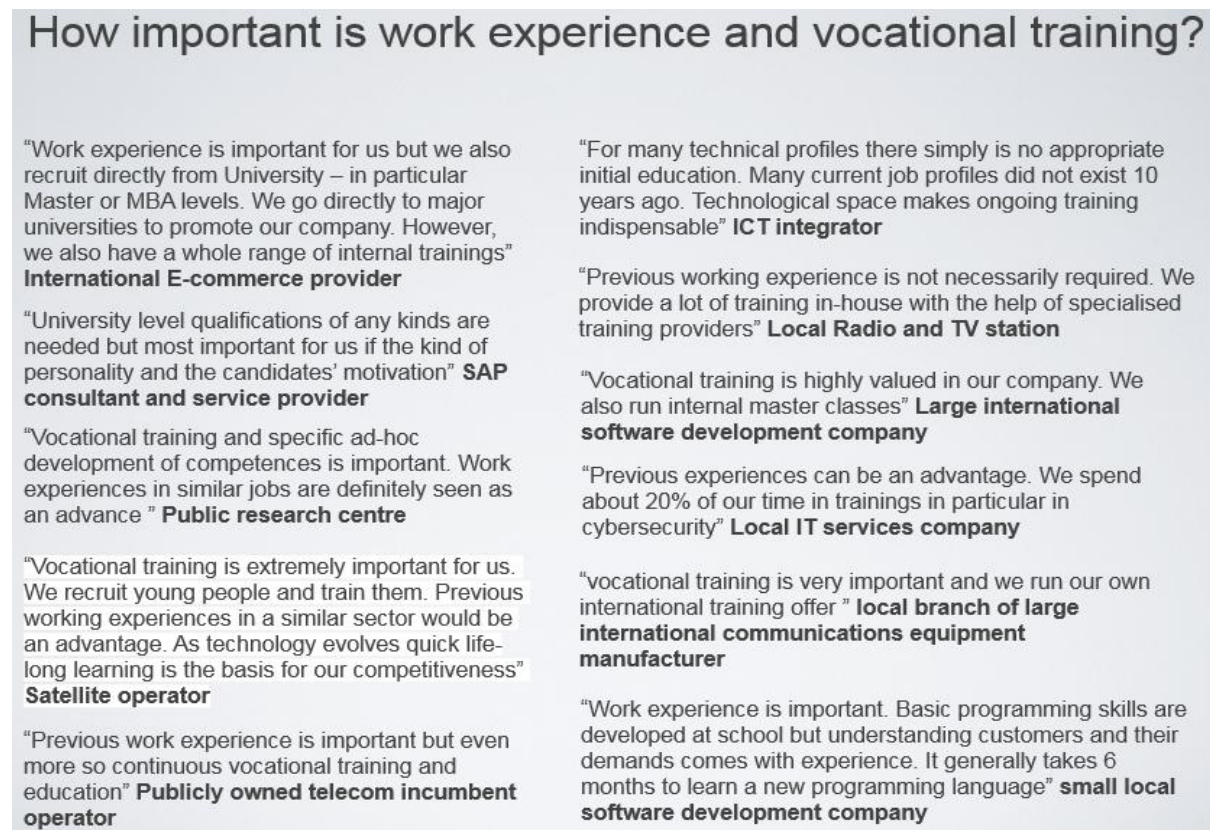 How important is work experience and vocational training?
“Work experience is important for us but we also
recruit directly from University – in particular
Master or MBA levels. We go directly to major
universities to promote our company. However,
we also have a whole range of internal trainings”
International E-commerce provider
“University level qualifications of any kinds are
needed but most important for us if the kind of
personality and the candidates’ motivation” SAP
consultant and service provider
“Vocational training and specific ad-hoc
development of competences is important. Work
experiences in similar jobs are definitely seen as
an advance ” Public research centre
“Vocational training is extremely important for us.
We recruit young people and train them. Previous
working experiences in a similar sector would be
an advantage. As technology evolves quick life-
long learning is the basis for our competitiveness”
Satellite operator
“Previous work experience is important but even
more so continuous vocational training and
education” Publicly owned telecom incumbent
operator
“For many technical profiles there simply is no appropriate
initial education. Many current job profiles did not exist 10
years ago. Technological space makes ongoing training
indispensable” ICT integrator
“Previous working experience is not necessarily required. We
provide a lot of training in-house with the help of specialised
training providers” Local Radio and TV station
“Vocational training is highly valued in our company. We
also run internal master classes” Large international
software development company
“Previous experiences can be an advantage. We spend
about 20% of our time in trainings in particular in
cybersecurity” Local IT services company
“vocational training is very important and we run our own
international training offer ” local branch of large
international communications equipment
manufacturer
“Work experience is important. Basic programming skills are
developed at school but understanding customers and their
demands comes with experience. It generally takes 6
months to learn a new programming language” small local
software development company